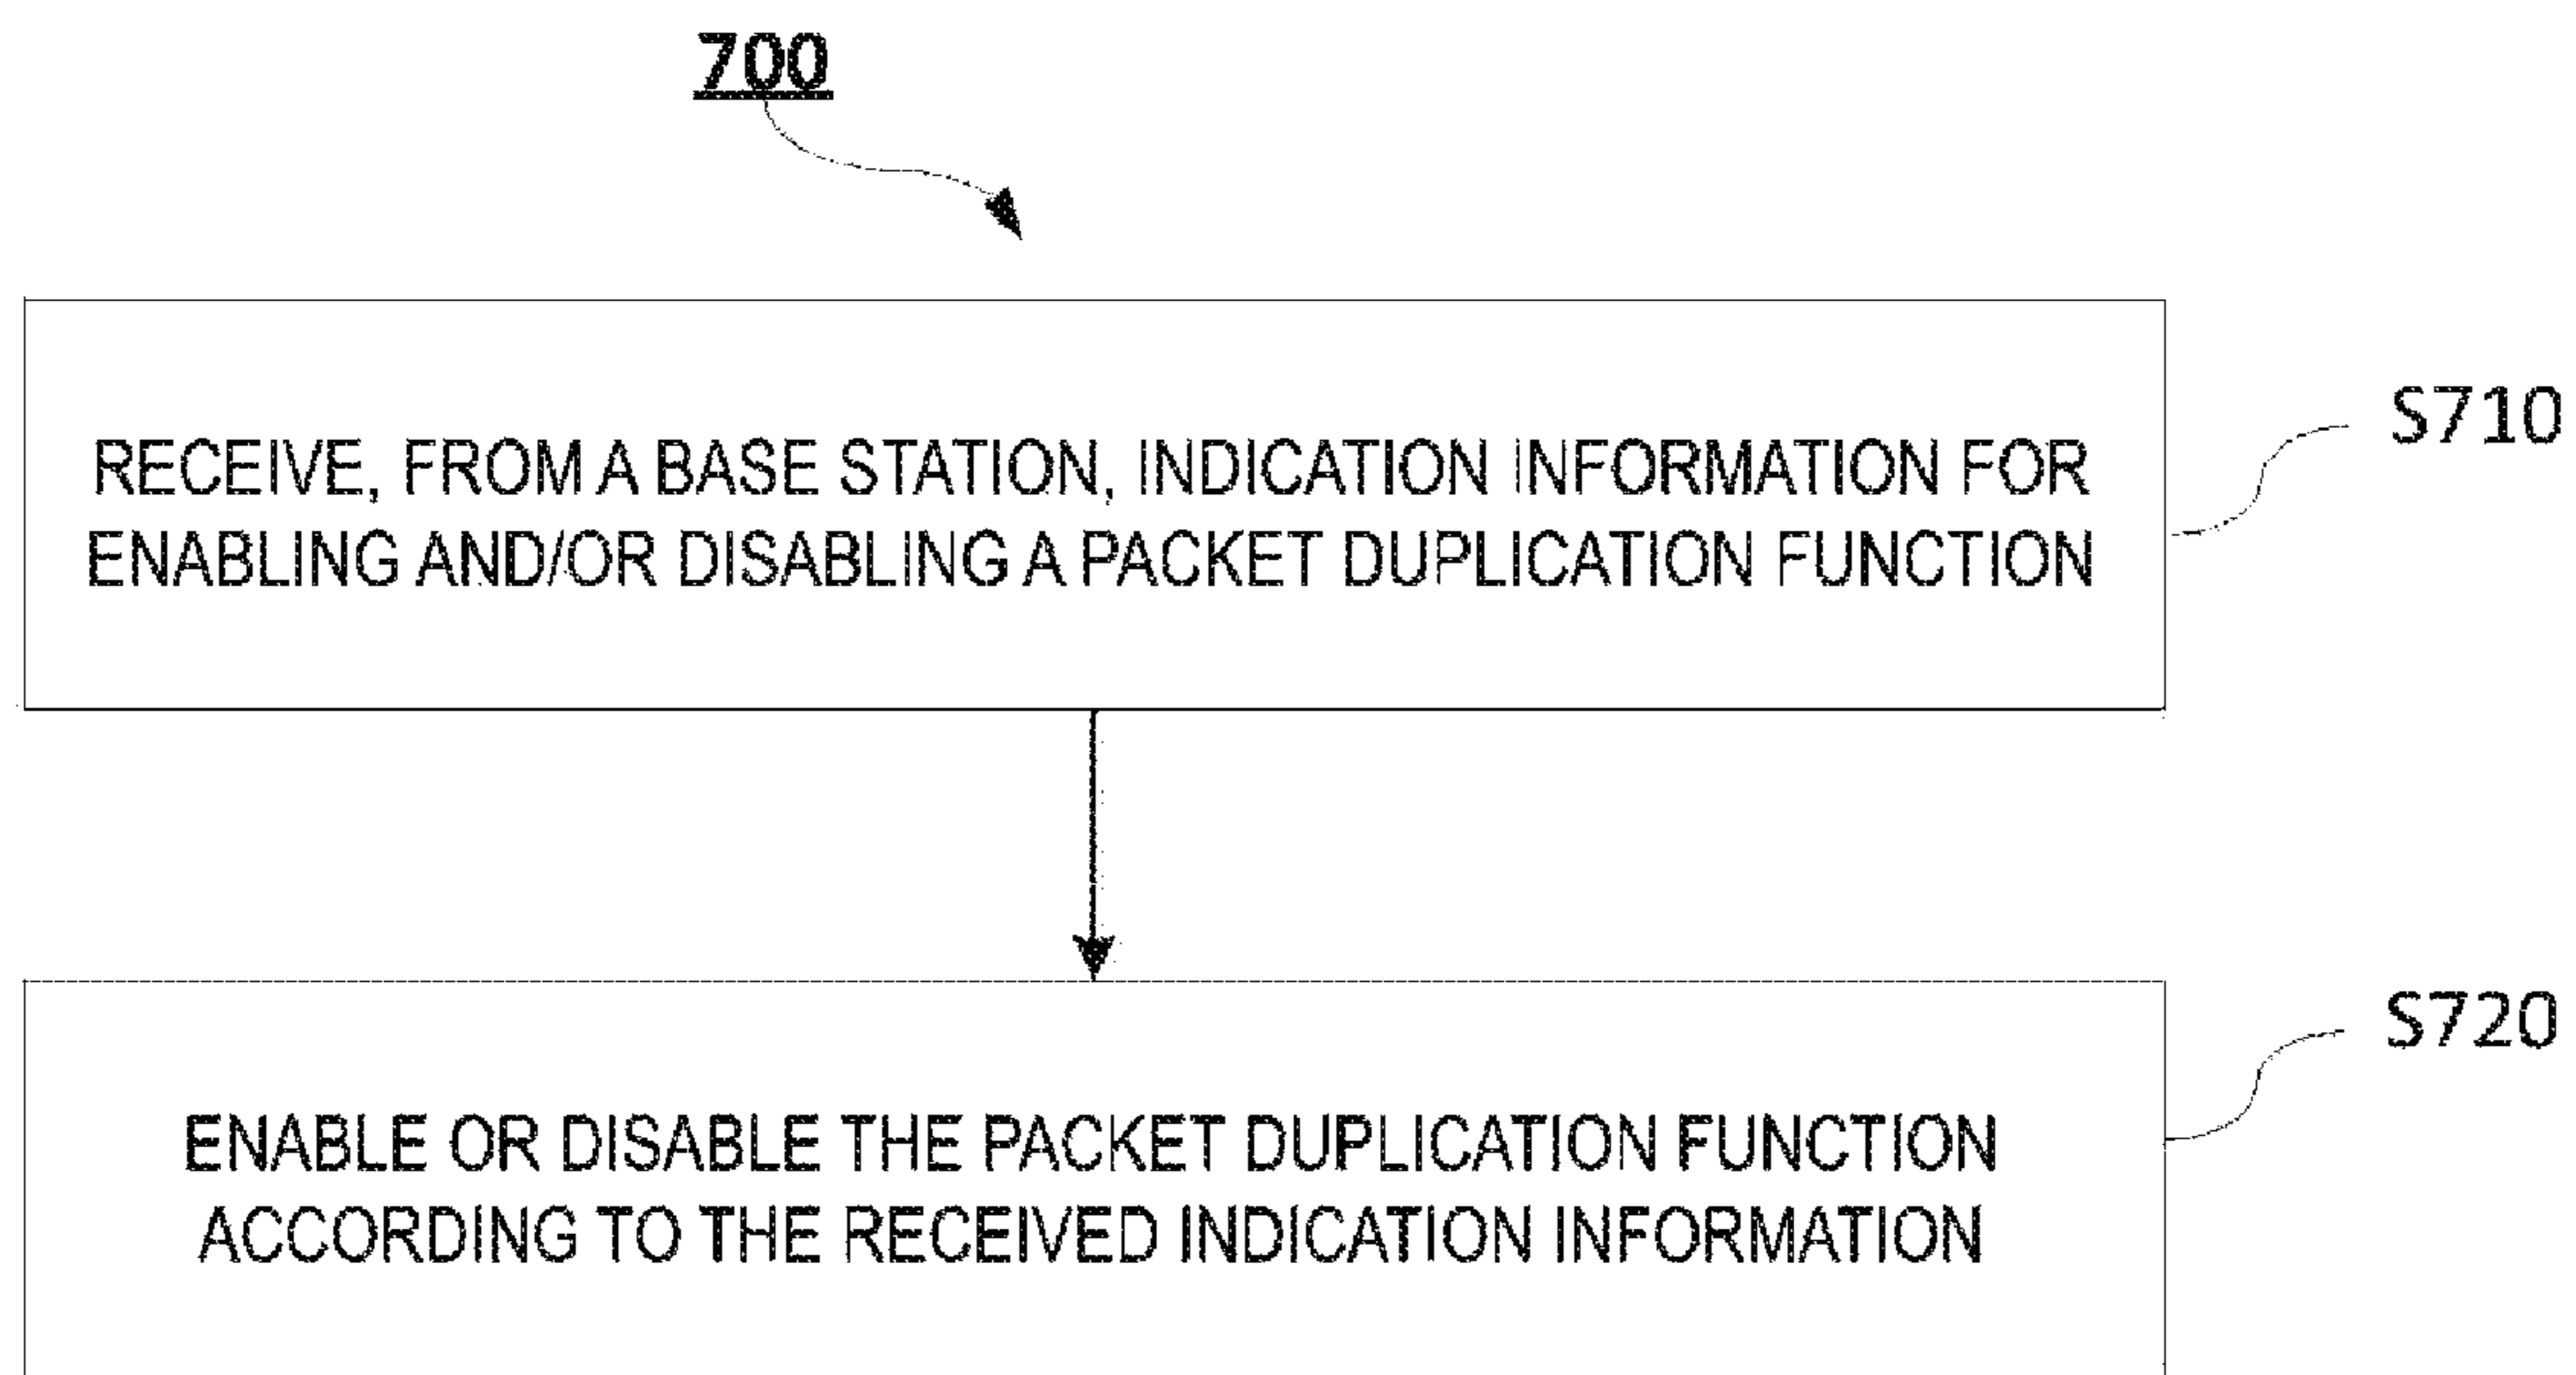 700
RECEIVE, FROM A BASE STATION, INDICATION INFORMATION FOR
ENABLING AND/OR DISABLING A PACKET DUPLICATION FUNCTION
S710
S720
ENABLE OR DISABLE THE PACKET DUPLICATION FUNCTION
ACCORDING TO THE RECEIVED INDICATION INFORMATION